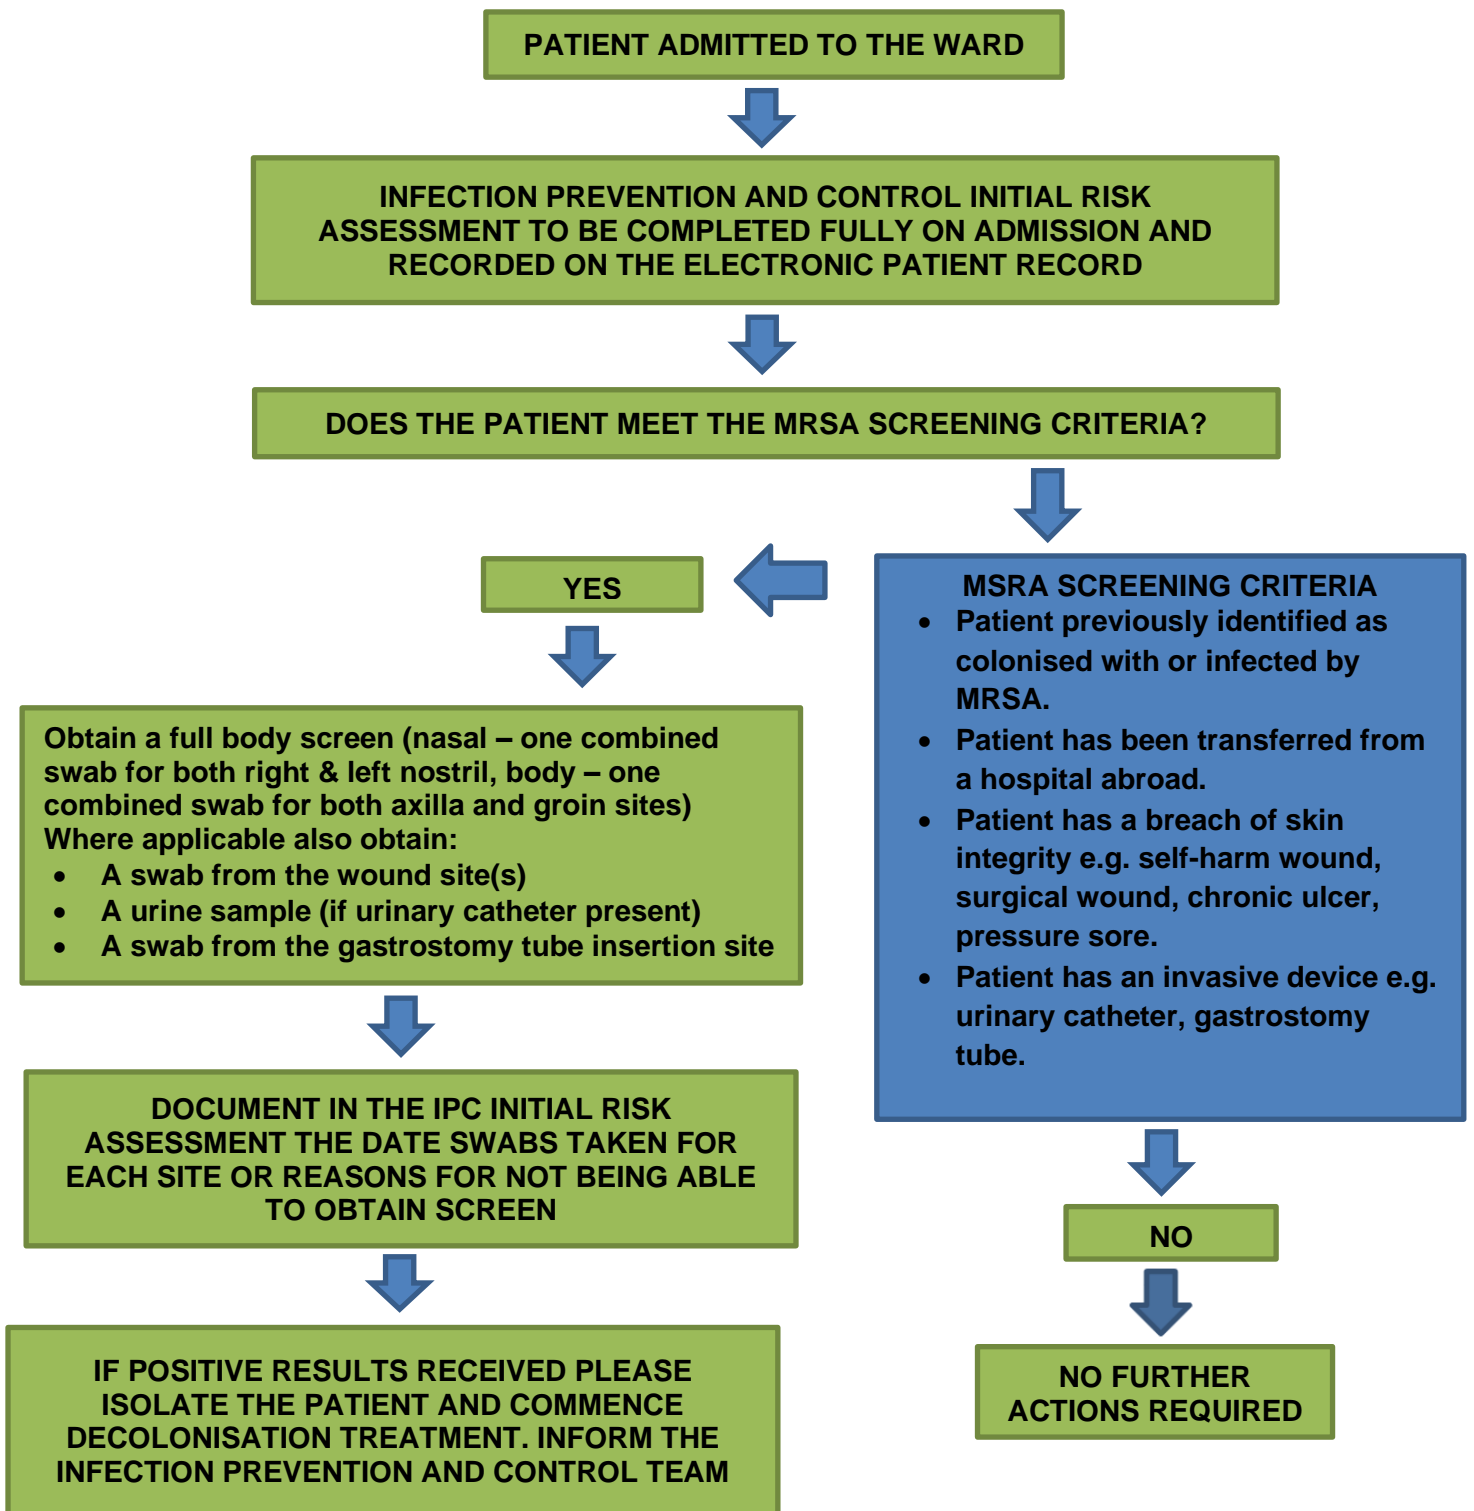 PATIENT ADMITTED TO THE WARD
INFECTION PREVENTION AND CONTROL INITIAL RISK
ASSESSMENT TO BE COMPLETED FULLY ON ADMISSION AND
RECORDED ON THE ELECTRONIC PATIENT RECORD
DOES THE PATIENT MEET THE MRSA SCREENING CRITERIA?
YES
MSRA SCREENING CRITERIA
• Patient previously identified as
colonised with or infected by
MRSA.
• Patient has been transferred from
a hospital abroad.
• Patient has a breach of skin
integrity e.g. self-harm wound,
surgical wound, chronic ulcer,
pressure sore.
• Patient has an invasive device e.g.
urinary catheter, gastrostomy
tube.
Obtain a full body screen (nasal – one combined
swab for both right & left nostril, body – one
combined swab for both axilla and groin sites)
Where applicable also obtain:
• A swab from the wound site(s)
• A urine sample (if urinary catheter present)
• A swab from the gastrostomy tube insertion site
DOCUMENT IN THE IPC INITIAL RISK
ASSESSMENT THE DATE SWABS TAKEN FOR
EACH SITE OR REASONS FOR NOT BEING ABLE
TO OBTAIN SCREEN
NO
IF POSITIVE RESULTS RECEIVED PLEASE
ISOLATE THE PATIENT AND COMMENCE
DECOLONISATION TREATMENT. INFORM THE
INFECTION PREVENTION AND CONTROL TEAM
NO FURTHER
ACTIONS REQUIRED